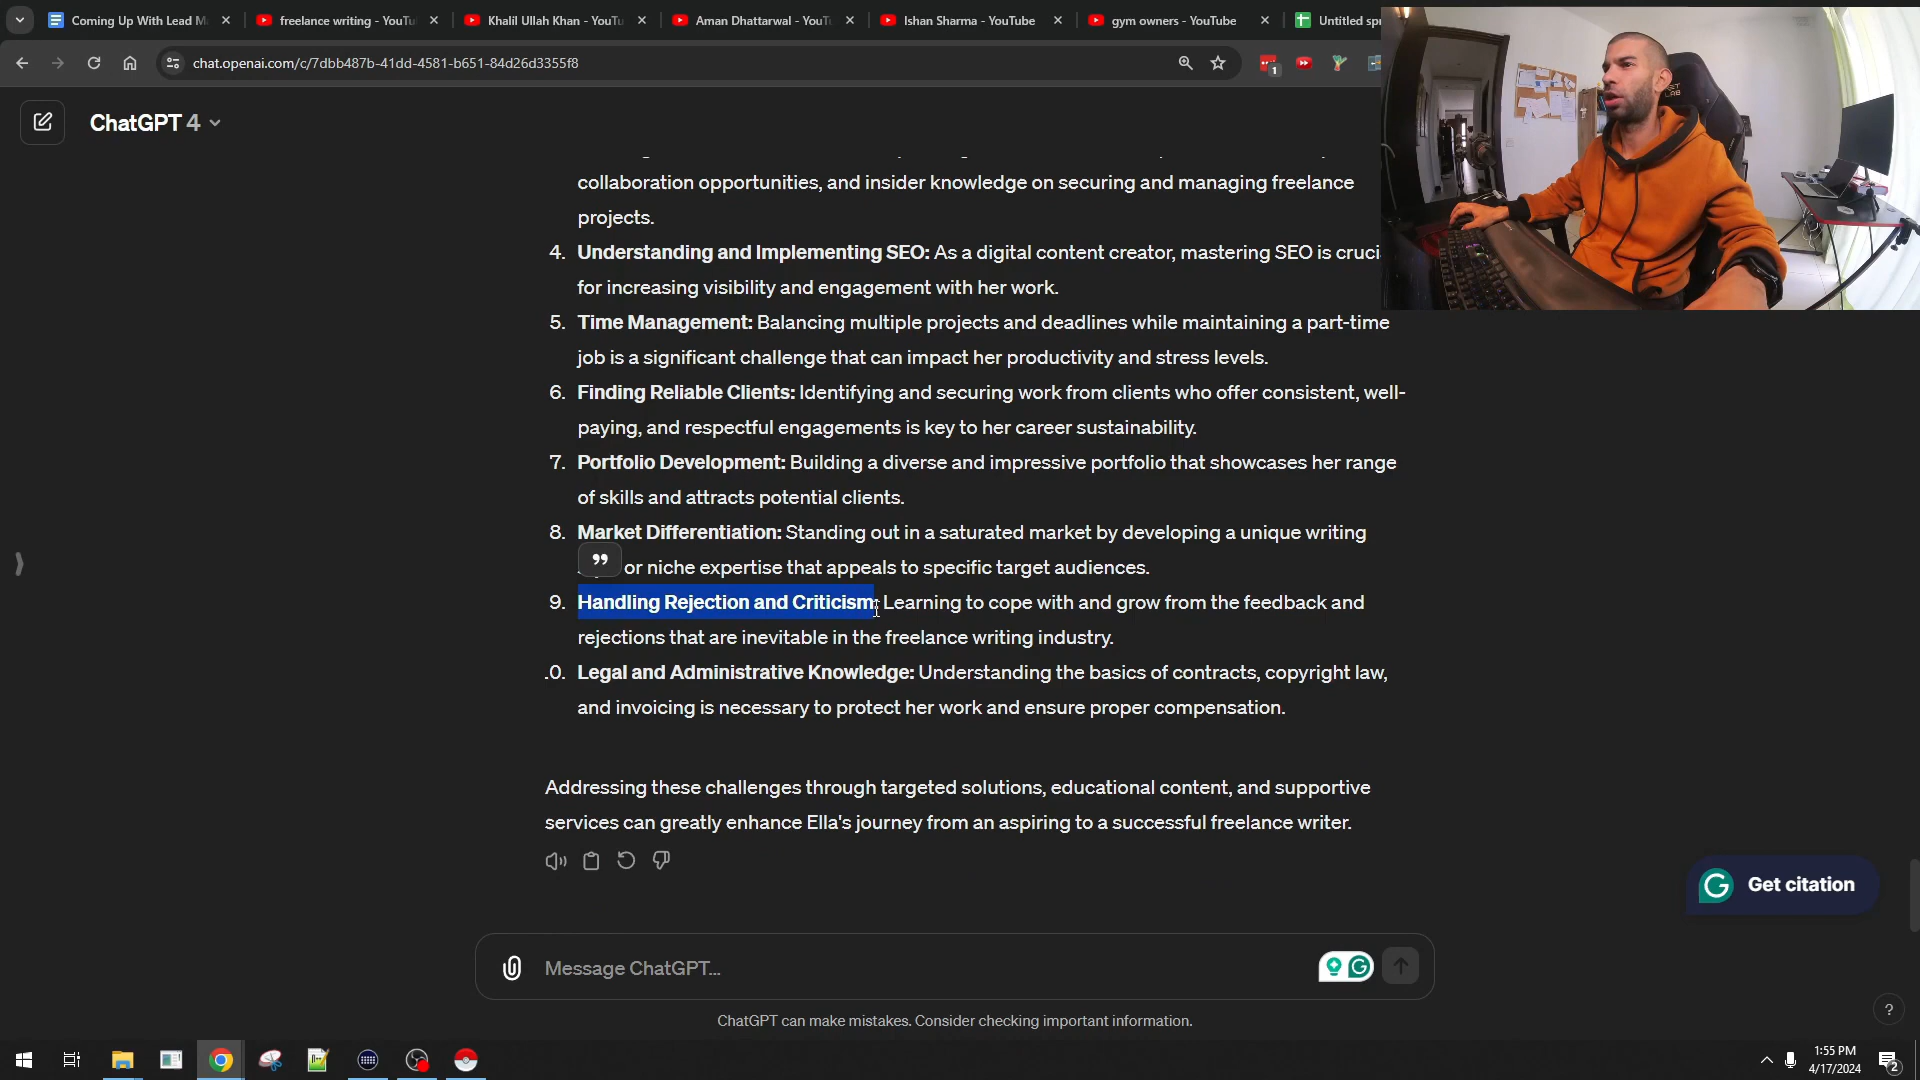 Coming Up With Lead M
freelance writing - YouTu
Khalil Ullah Khan - YouTu
Aman Dhattarwal - YouT
Ishan Sharma - YouTube
gym owners - YouTube
Untitled spr
chat.openai.com/c/7dbb487b-41dd-4581-b651-84d26d3355f8
1
ChatGPT 4
collaboration opportunities, and insider knowledge on securing and managing freelance
projects.
4. Understanding and Implementing SEO: As a digital content creator, mastering SEO is cruci
for increasing visibility and engagement with her work.
5. Time Management: Balancing multiple projects and deadlines while maintaining a part-time
job is a significant challenge that can impact her productivity and stress levels.
6. Finding Reliable Clients: Identifying and securing work from clients who offer consistent, well-
paying, and respectful engagements is key to her career sustainability.
7. Portfolio Development: Building a diverse and impressive portfolio that showcases her range
of skills and attracts potential clients.
8. Market Differentiation: Standing out in a saturated market by developing a unique writing
or niche expertise that appeals to specific target audiences.
9. Handling Rejection and Criticism: Learning to cope with and grow from the feedback and
rejections that are inevitable in the freelance writing industry.
.0. Legal and Administrative Knowledge: Understanding the basics of contracts, copyright law,
and invoicing is necessary to protect her work and ensure proper compensation.
Addressing these challenges through targeted solutions, educational content, and supportive
services can greatly enhance Ella's journey from an aspiring to a successful freelance writer.
Get citation
Message ChatGPT...
ChatGPT can make mistakes. Consider checking important information.
?
1:55 PM
4/17/2024
2